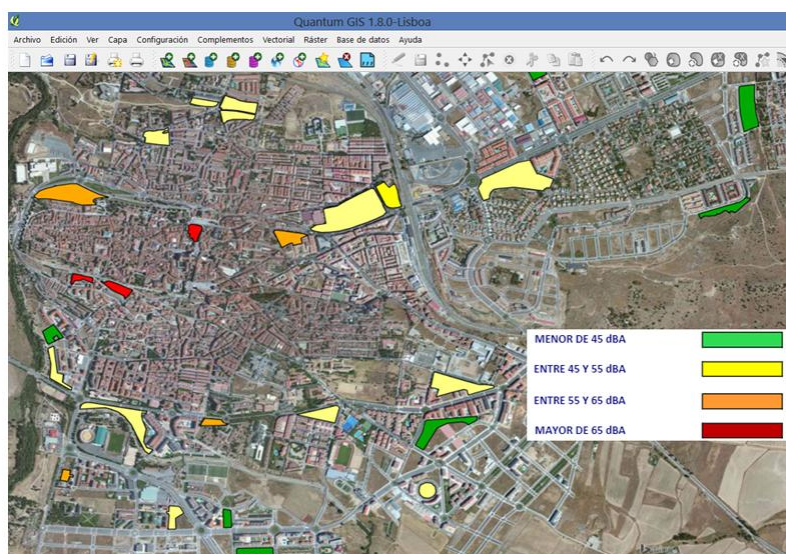 Quantum GIS 1.8.0-Lisboa
Archivo Edición Ver Capa Configuración Complementos Vectorial Ráster Base de datos Ayuda
MENOR DE 45 dBA
ENTRE 45 Y 55 dBA
ENTRE 55 Y 65 dBA
MAYOR DE 65 dBA